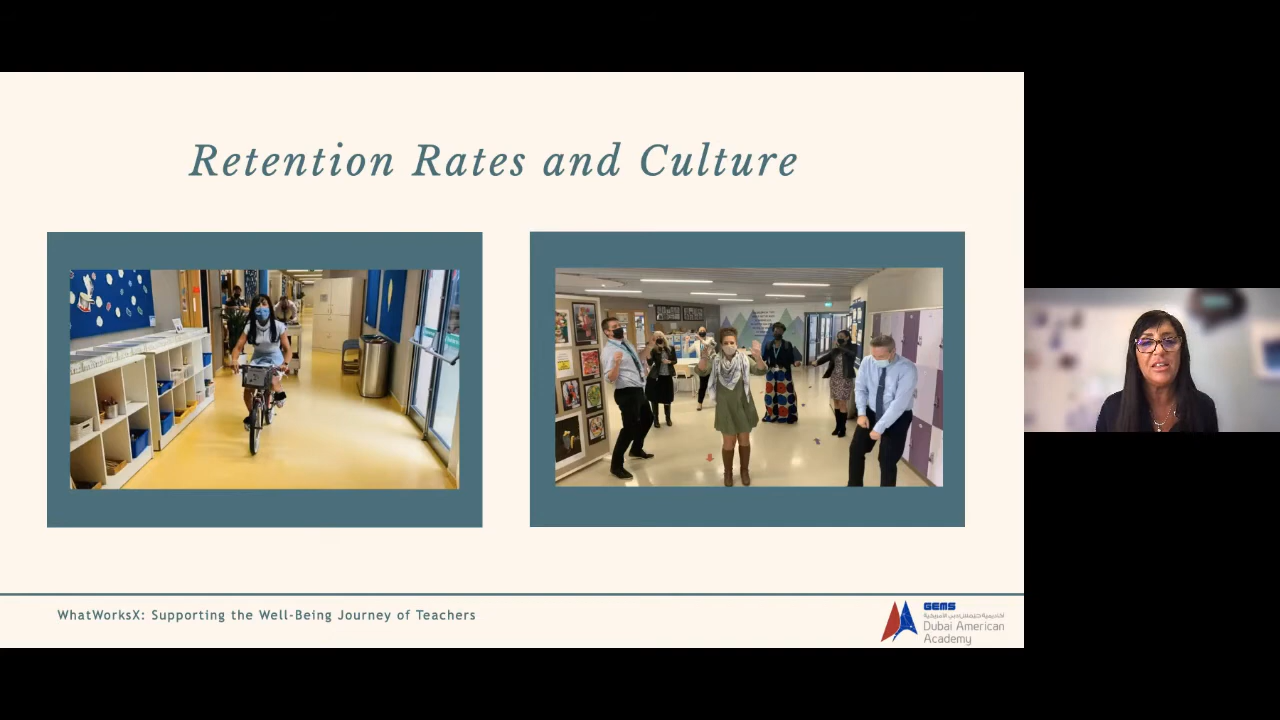 Retention Rates and Culture
WhatWorksX: Supporting the Well-Being Journey of Teachers
GEMS
Dubai American
Academy